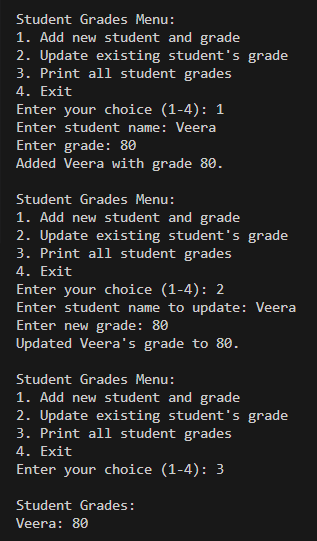 Student Grades Menu:
1. Add new student and grade
2. Update existing student's grade
3. Print all student grades
4. Exit
Enter your choice (1-4): 1
Enter student name: Veera
Enter grade: 80
Added Veera with grade 80.

Student Grades Menu:
1. Add new student and grade
2. Update existing student's grade
3. Print all student grades
4. Exit
Enter your choice (1-4): 2
Enter student name to update: Veera
Enter new grade: 80
Updated Veera's grade to 80.

Student Grades Menu:
1. Add new student and grade
2. Update existing student's grade
3. Print all student grades
4. Exit
Enter your choice (1-4): 3

Student Grades:
Veera: 80